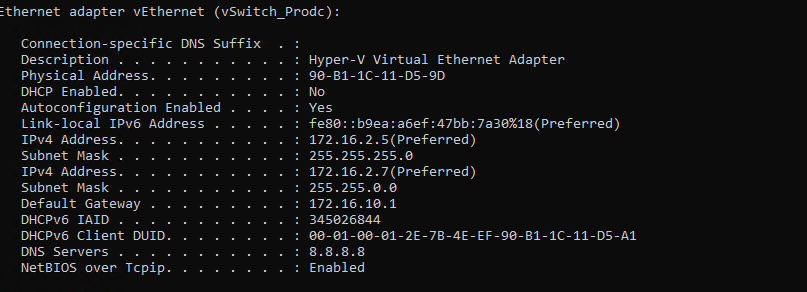 Ethernet adapter vEthernet (vSwitch_Prodc):
Connection-specific DNS Suffix . :
Description . . . . . . . . . . . : Hyper-V Virtual Ethernet Adapter
Physical Address. . . . . . . . . : 90-B1-1C-11-D5-9D
DHCP Enabled. . . . . . . . . . . : No
Autoconfiguration Enabled . . . . : Yes
Link-local IPv6 Address . . . . . : fe80::b9ea:a6ef:47bb:7a30%18(Preferred)
IPv4 Address. . . . . . . . . . . : 172.16.2.5(Preferred)
Subnet Mask . . . . . . . . . . . : 255.255.255.0
IPv4 Address. . . . . . . . . . . : 172.16.2.7(Preferred)
Subnet Mask . . . . . . . . . . . : 255.255.0.0
Default Gateway . . . . . . . . . : 172.16.10.1
DHCPv6 IAID . . . . . . . . . . . : 345026844
DHCPv6 Client DUID. . . . . . . . : 00-01-00-01-2E-7B-4E-EF-90-B1-1C-11-D5-A1
DNS Servers . . . . . . . . . . . : 8.8.8.8
NetBIOS over Tcpip. . . . . . . . : Enabled